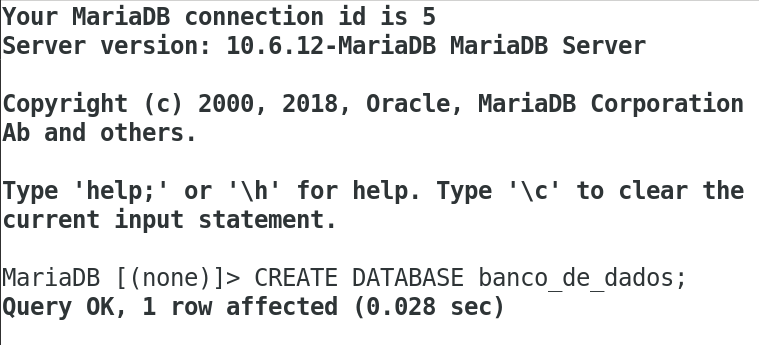 Your MariaDB connection id is 5
Server version: 10.6.12-MariaDB MariaDB Server
Copyright (c) 2000, 2018, Oracle, MariaDB Corporation
Ab and others.
Type 'help;' or '\h' for help. Type '\c' to clear the
current input statement.
MariaDB [(none)]> CREATE DATABASE banco_de_dados;
Query OK, 1 row affected (0.028 sec)